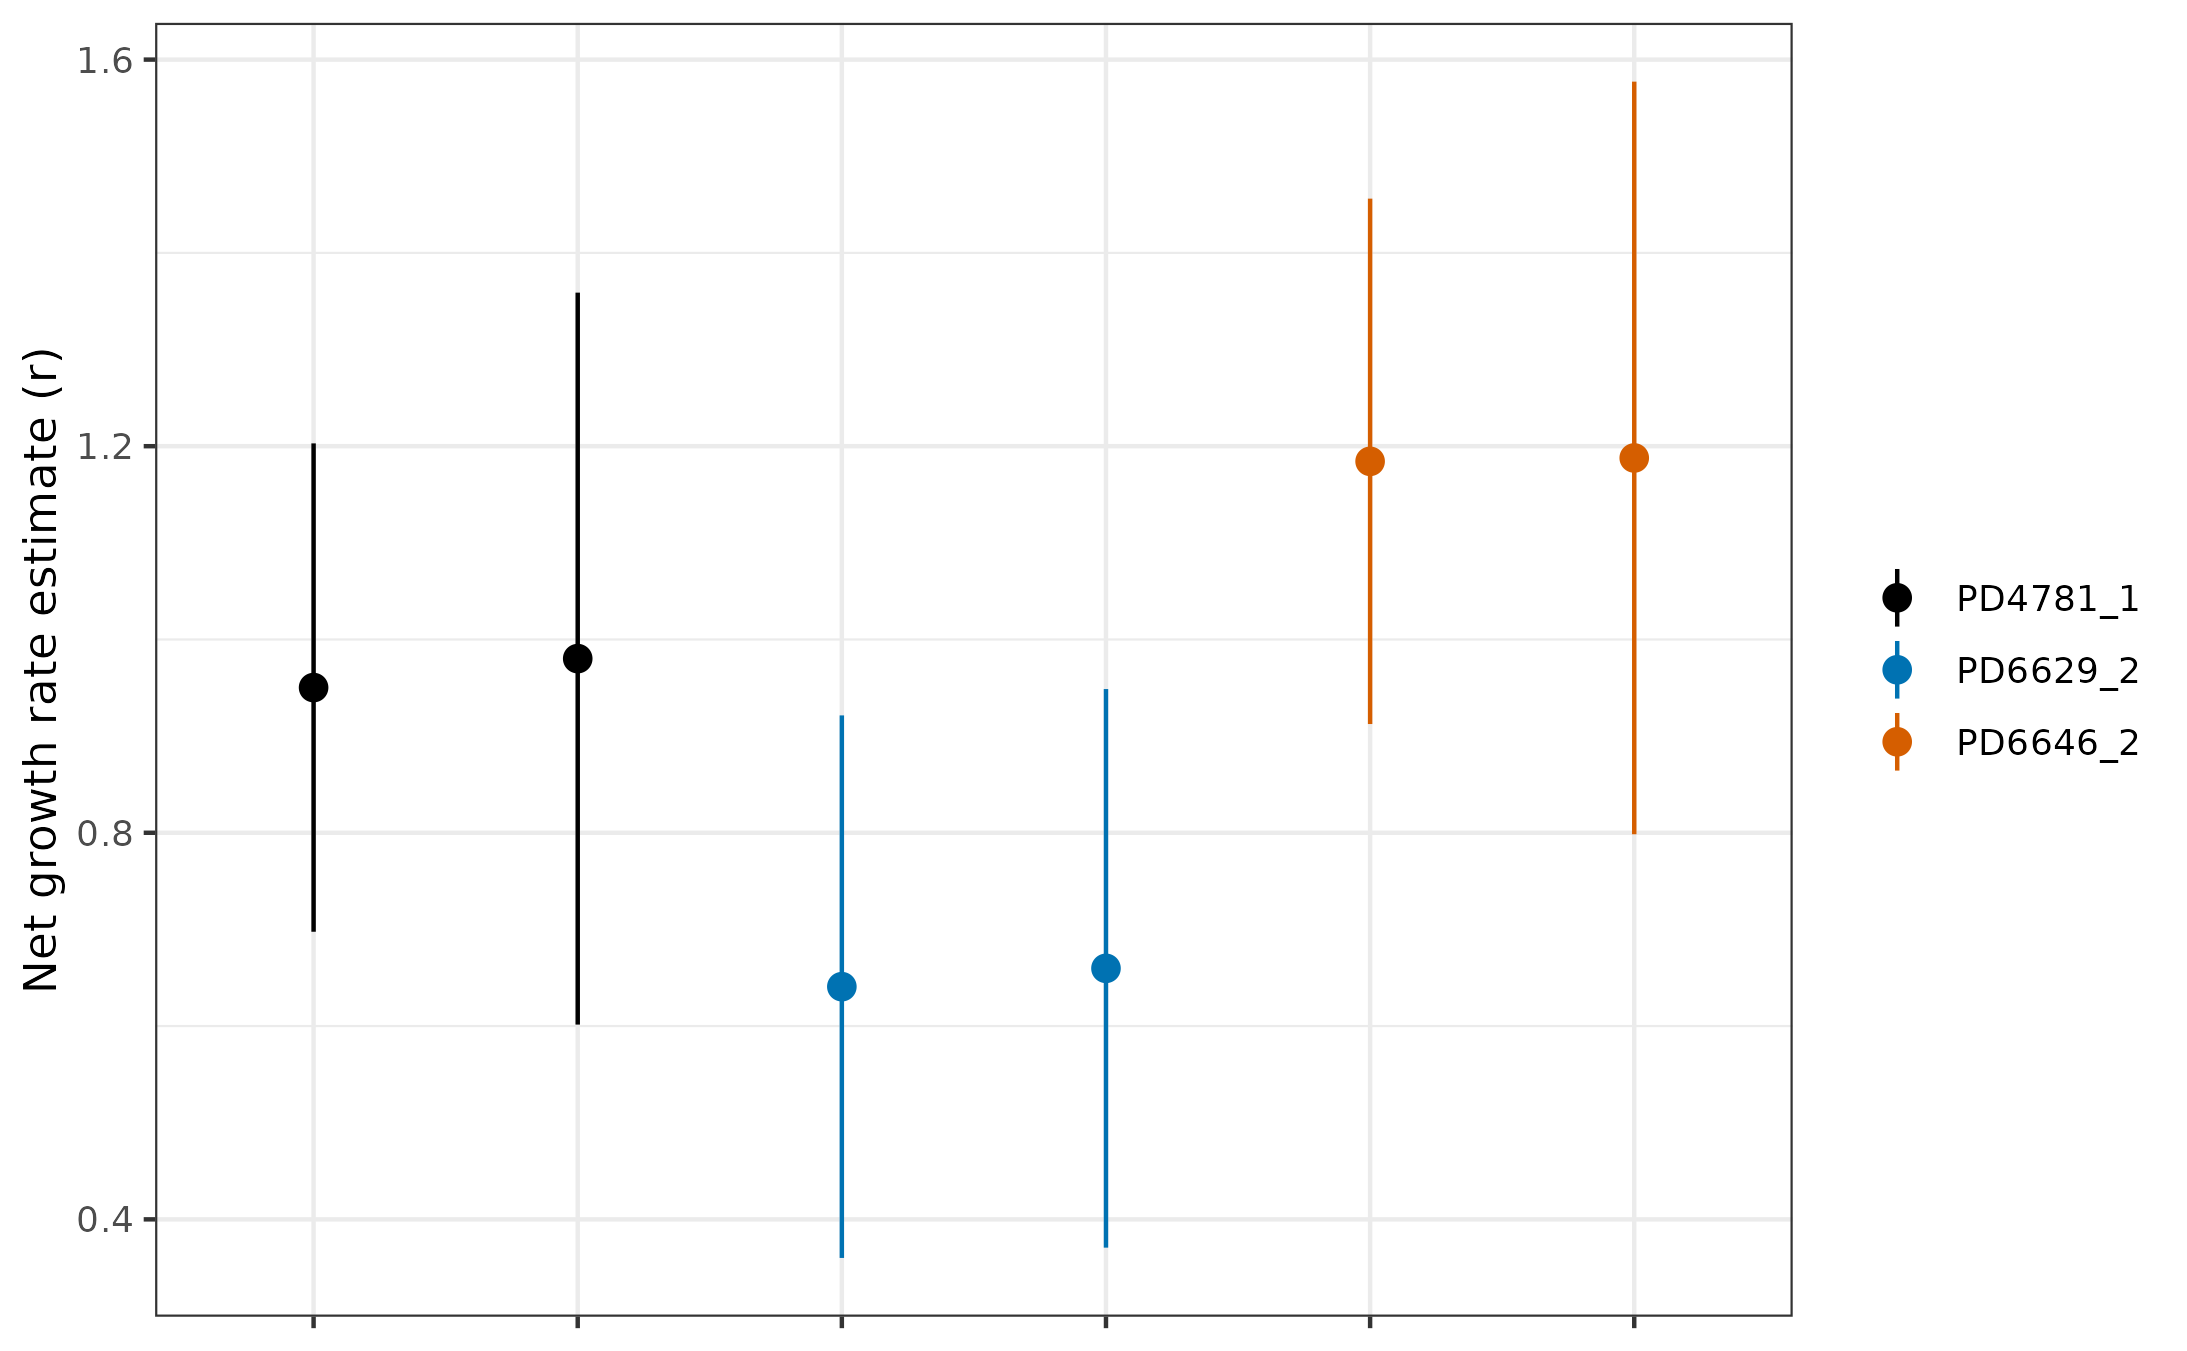 Net growth rate estimate (r)
1.6
1.2
0.8
0.4
PD4781_1
PD6629_2
PD6646_2